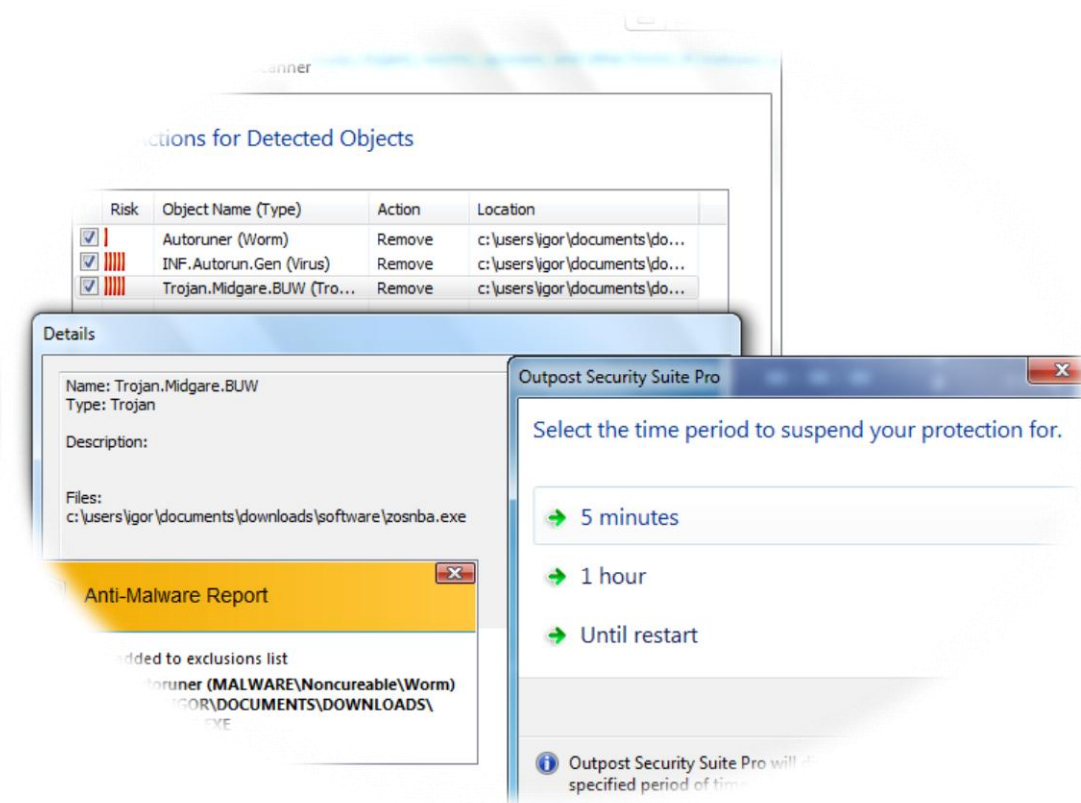 ctions for Detected Objects
Risk Object Name (Type) Action Location
Autoruner (Worm) Remove c:\users\igor\documents\do...
INF.Autorun.Gen (Virus) Remove c:\users\igor\documents\do...
Trojan.Midgare.BUW (Tro... Remove c:\users\igor\documents\do...
Details
Name: Trojan.Midgare.BUW
Type: Trojan
Description:
Files:
c:\users\igor\documents\downloads\software\zosnba.exe
Anti-Malware Report
added to exclusions list
toruner (MALWARE\Noncureable\Worm)
GOR\DOCUMENTS\DOWNLOADS\
EXE
Outpost Security Suite Pro
Select the time period to suspend your protection for.
5 minutes
1 hour
Until restart
Outpost Security Suite Pro will
specified period of time